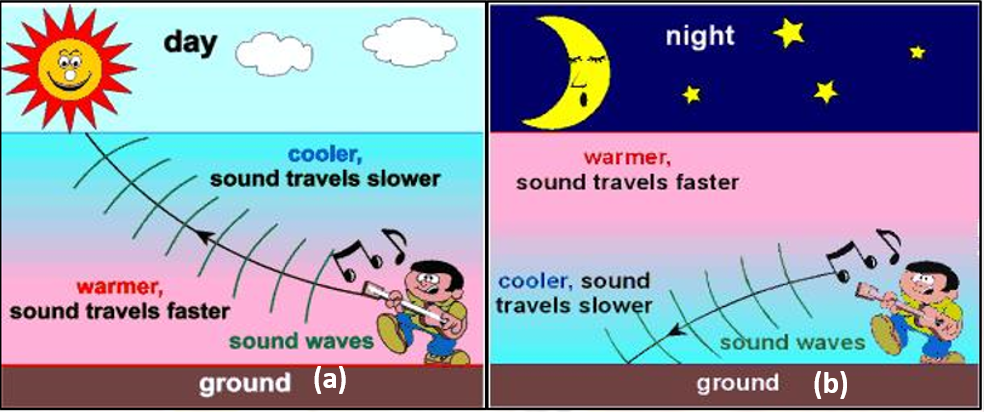 day
cooler,
sound travels slower
warmer,
sound travels faster
sound waves
ground (a)
night
warmer,
sound travels faster
cooler, sound
travels slower
sound waves
ground (b)